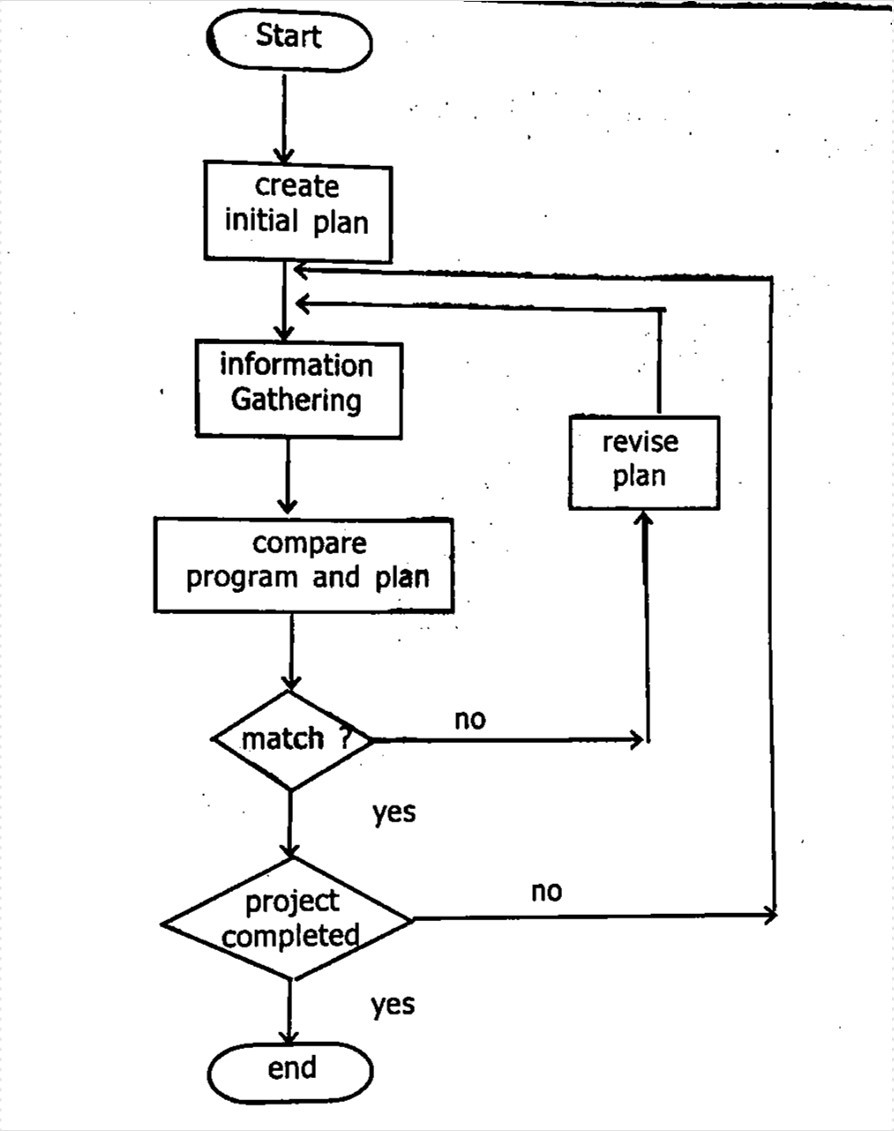 Start
create
initial plan
information
Gathering
revise
plan
compare
program and plan
match ?
no
yes
project
completed
no
yes
end